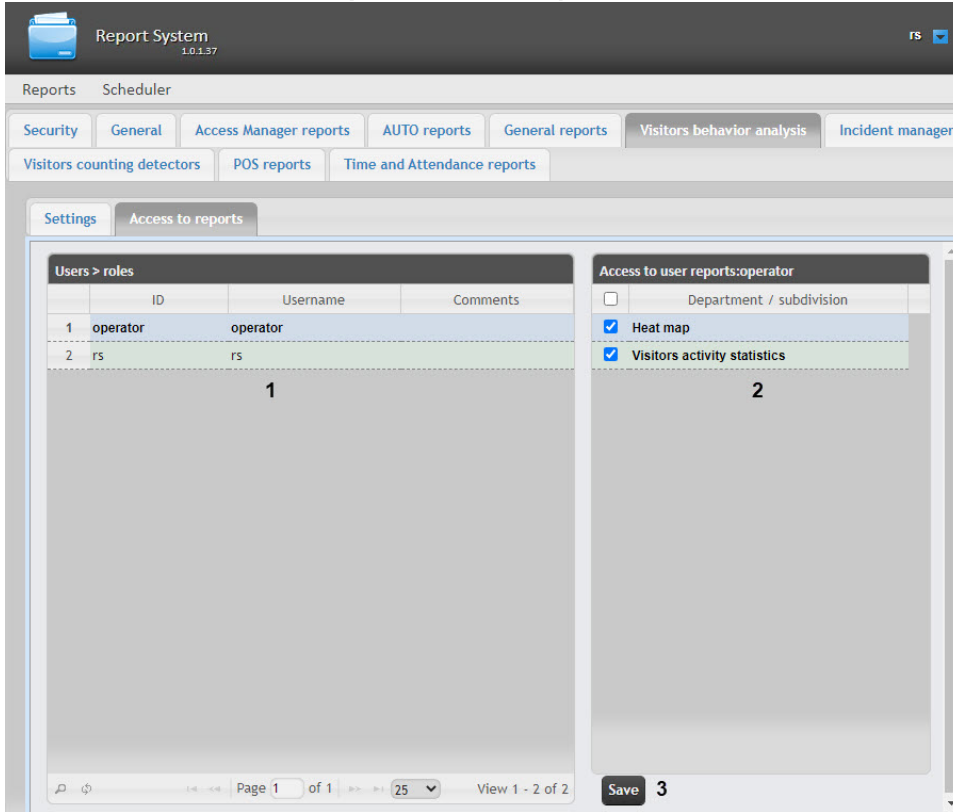 Report System
1.0.1.37
rs
Reports Scheduler
Security General Access Manager reports AUTO reports General reports Visitors behavior analysis Incident manager
Visitors counting detectors POS reports Time and Attendance reports
Settings Access to reports
Users > roles
ID Username Comments
1 operator operator
2 rs rs
1
Access to user reports:operator
Department / subdivision
Heat map
Visitors activity statistics
2
Page 1 of 1 25 View 1 - 2 of 2
Save 3